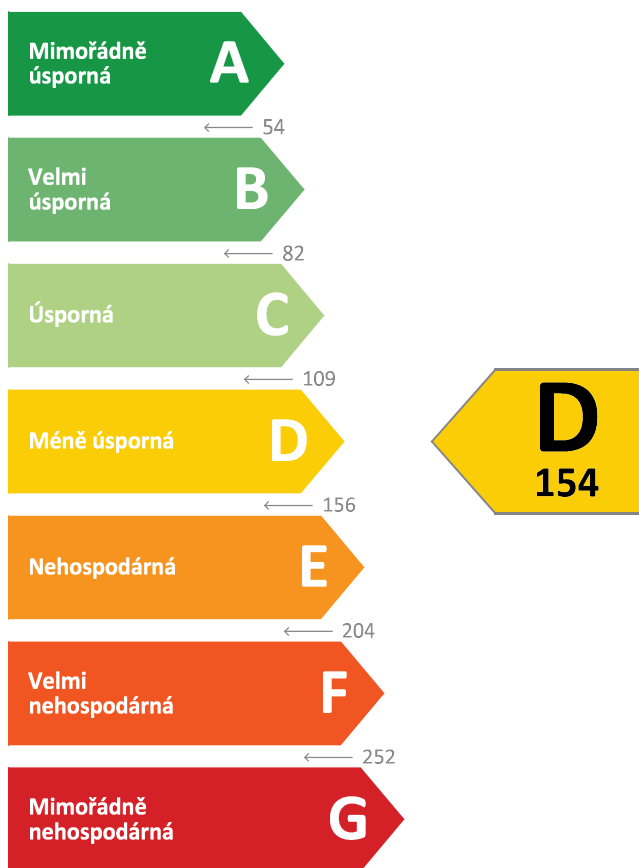 Mimořádně
úsporná
A
54
Velmi
úsporná
B
82
Úsporná
C
109
Méně úsporná
D
D
154
156
Nehospodárná
E
204
Velmi
nehospodárná
F
252
Mimořádně
nehospodárná
G